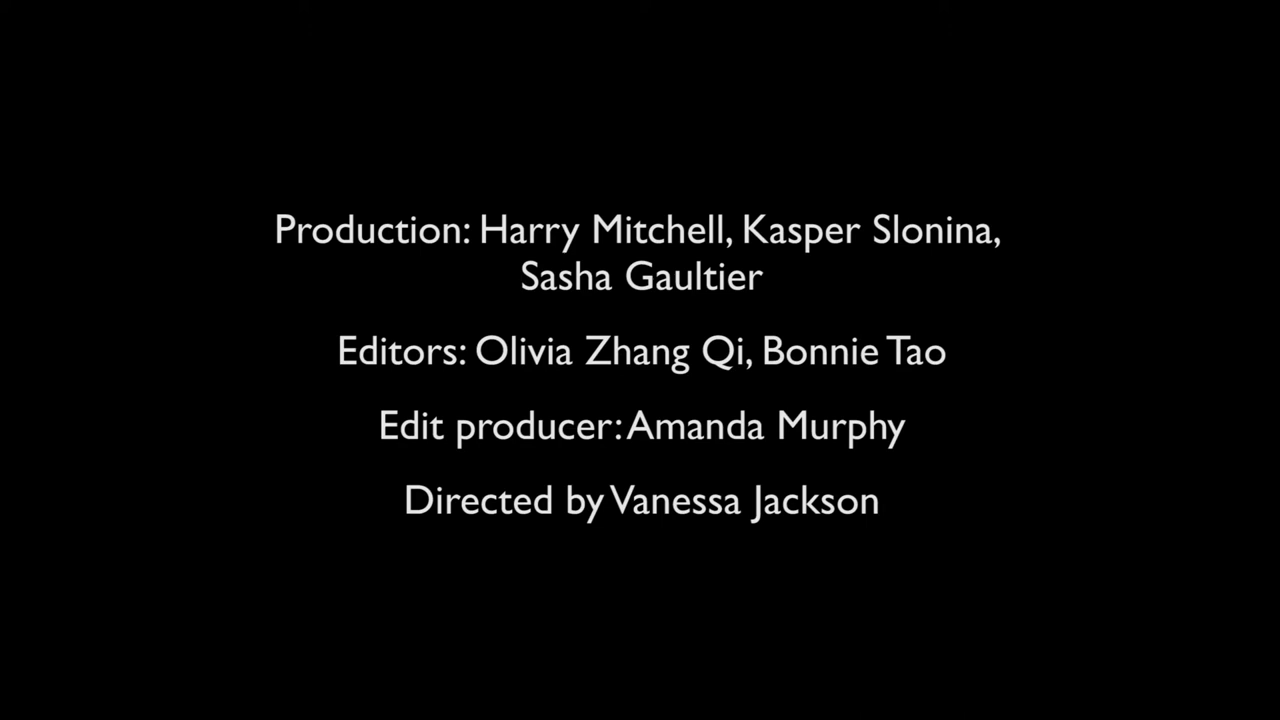 Production: Harry Mitchell, Kasper Slonina,
Sasha Gaultier
Editors: Olivia Zhang Qi, Bonnie Tao
Edit producer: Amanda Murphy
Directed by Vanessa Jackson